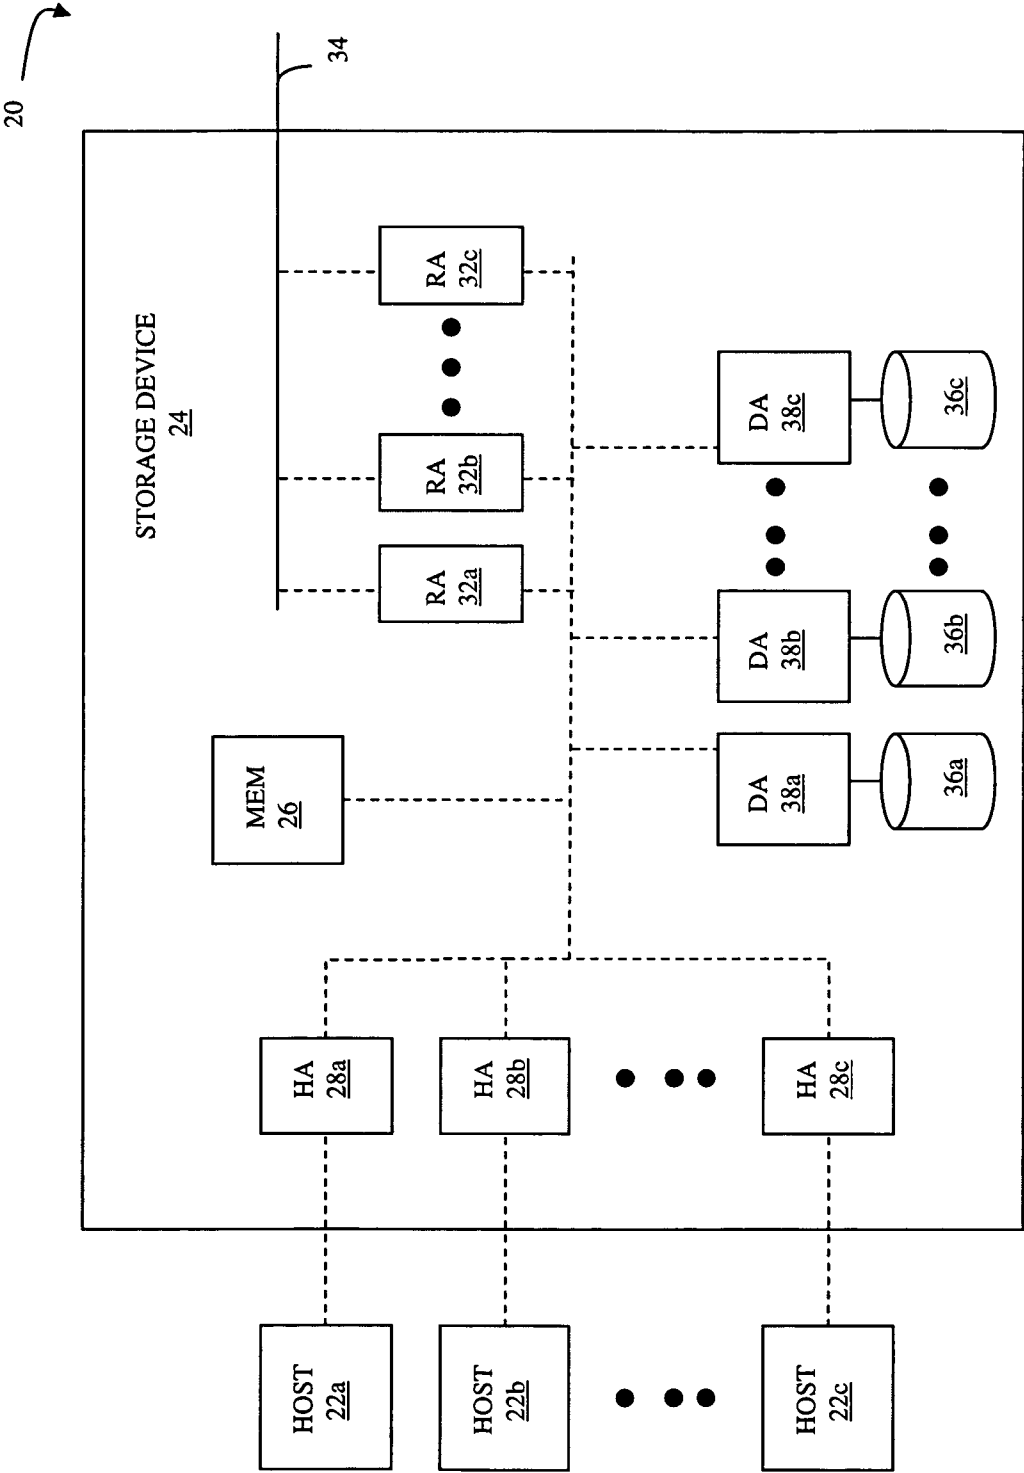 20
STORAGE DEVICE
24
34
HOST
22a
HOST
22b
HOST
22c
HA
28a
HA
28b
HA
28c
MEM
26
RA
32a
RA
32b
RA
32c
DA
38a
DA
38b
DA
38c
36a
36b
36c